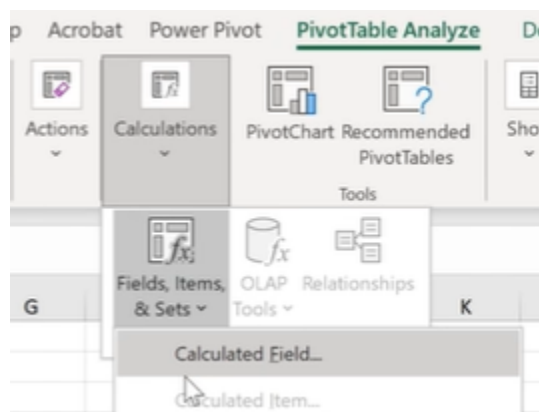 p Acrobat Power Pivot PivotTable Analyze D
Actions Calculations PivotChart Recommended Sho
PivotTables
Tools
Fields, Items, OLAP Relationships
& Sets Tools
G K
Calculated Field...
Calculated Item...